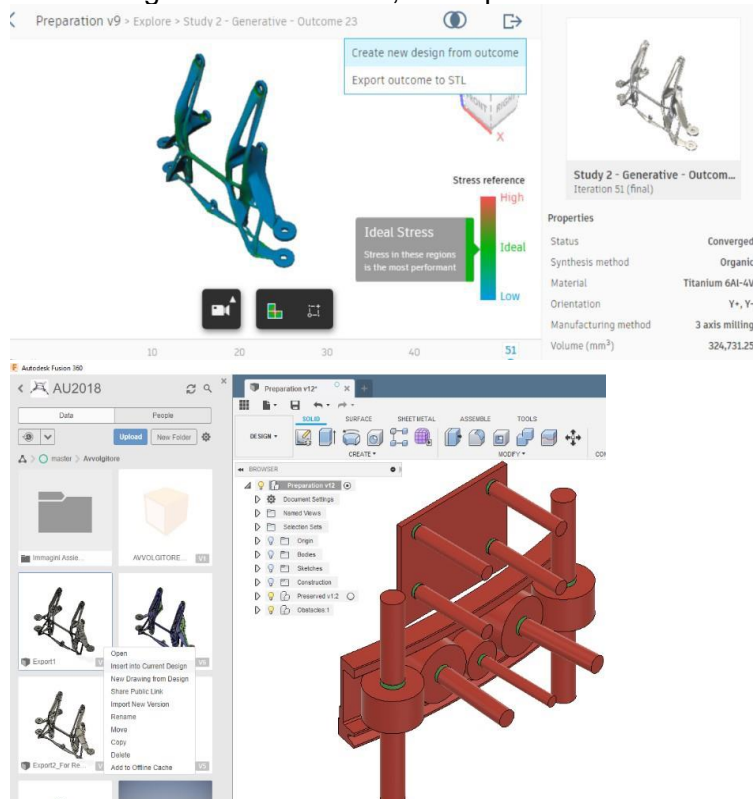 Preparation v9 > Explore > Study 2 - Generative - Outcome 23
Create new design from outcome
Export outcome to STL
FRONT
RIGHT
X
Stress reference
High
Ideal
Low
Ideal Stress
Stress in these regions
is the most performant
10
20
30
40
51
Study 2 - Generative - Outcom...
Iteration 51 (final)
Properties
Status Converged
Synthesis method Organic
Material Titanium 6Al-4V
Orientation Y+, Y-
Manufacturing method 3 axis milling
Volume (mm³) 324,731.25
Autodesk Fusion 360
AU2018
Data
People
Upload
New Folder
master > Avvolgitore
Immagini Assie...
AVVOLGITORE...
V5
Export1
Export2_For Re...
V5
Open
Insert into Current Design
New Drawing from Design
Share Public Link
Import New Version
Rename
Move
Copy
Delete
Add to Offline Cache
Preparation v12*
SOLID
SURFACE
SHEET METAL
ASSEMBLE
TOOLS
DESIGN
CREATE
MODIFY
BROWSER
Preparation v12
Document Settings
Named Views
Selection Sets
Origin
Bodies
Sketches
Construction
Preserved v1:2
Obstacles:1